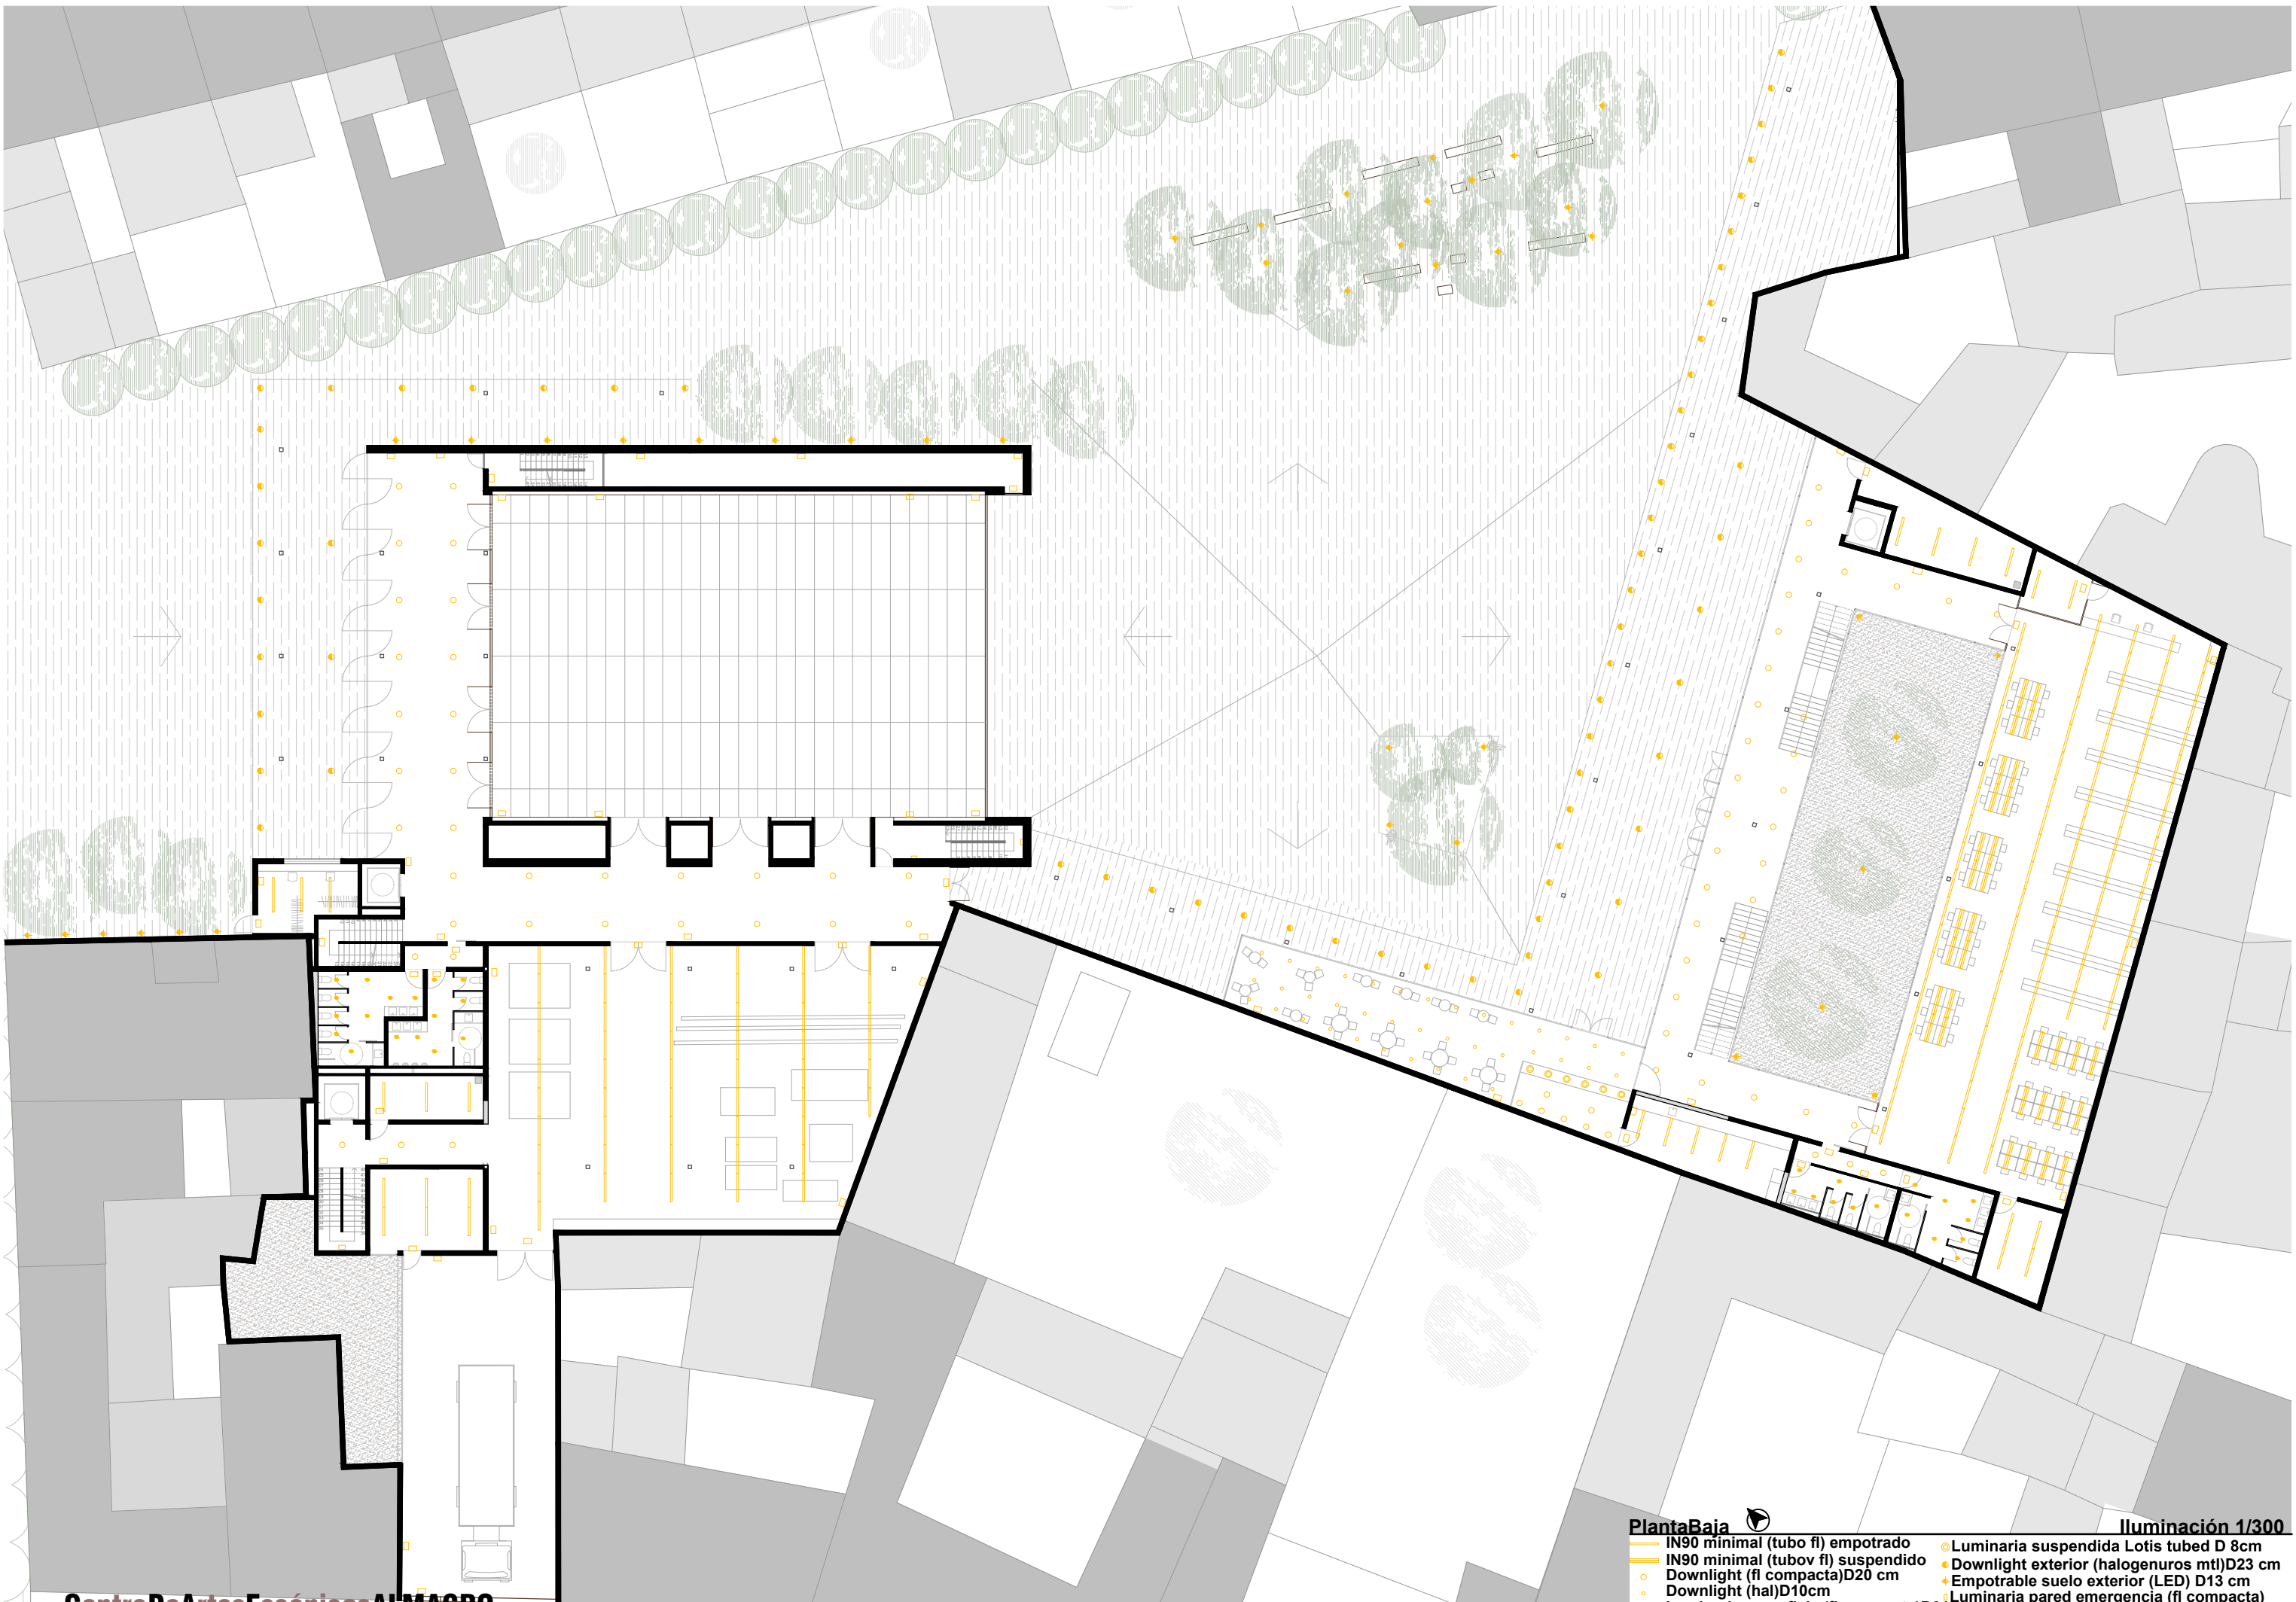 PlantaBaja
Iluminación 1/300
IN90 minimal (tubo fl) empotrado
IN90 minimal (tubov fl) suspendido
Downlight (fl compacta)D20 cm
Downlight (hal)D10cm
Luminaria suspendida Lotis tubed D 8cm
Downlight exterior (halogenuros mtl)D23 cm
Empotrable suelo exterior (LED) D13 cm
Luminaria pared emergencia (fl compacta)
CentroDeArtesEscénicasALMAGRO